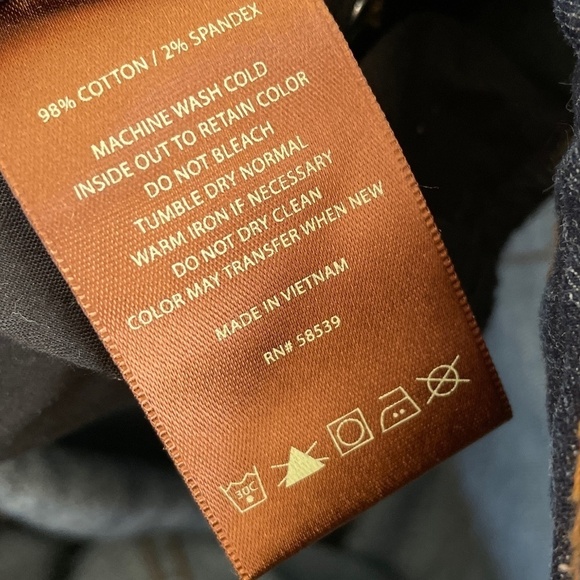 98% COTTON / 2% SPANDEX
MACHINE WASH COLD
INSIDE OUT TO RETAIN COLOR
DO NOT BLEACH
TUMBLE DRY NORMAL
WARM IRON IF NECESSARY
DO NOT DRY CLEAN
COLOR MAY TRANSFER WHEN NEW
MADE IN VIETNAM
RN# 58539
30C